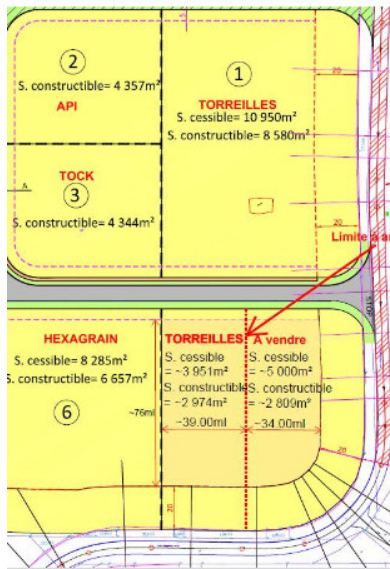 2
S. constructible= 4 357m²
API
1
TORREILLES
S. cessible= 10 950m²
S. constructible= 8 580m²
20
TOCK
3
S. constructible= 4 344m²
A
20
Limite à
STOP
HEXAGRAIN
S. cessible= 8 285m²
S. constructible= 6 657m²
6
~76ml
TORREILLES
S. cessible
= ~3 951m²
S. constructible
= ~2 974m²
~39.00ml
A vendre
S. cessible
= ~5 000m²
S. constructible
= ~2 809m²
~34.00ml
20
20